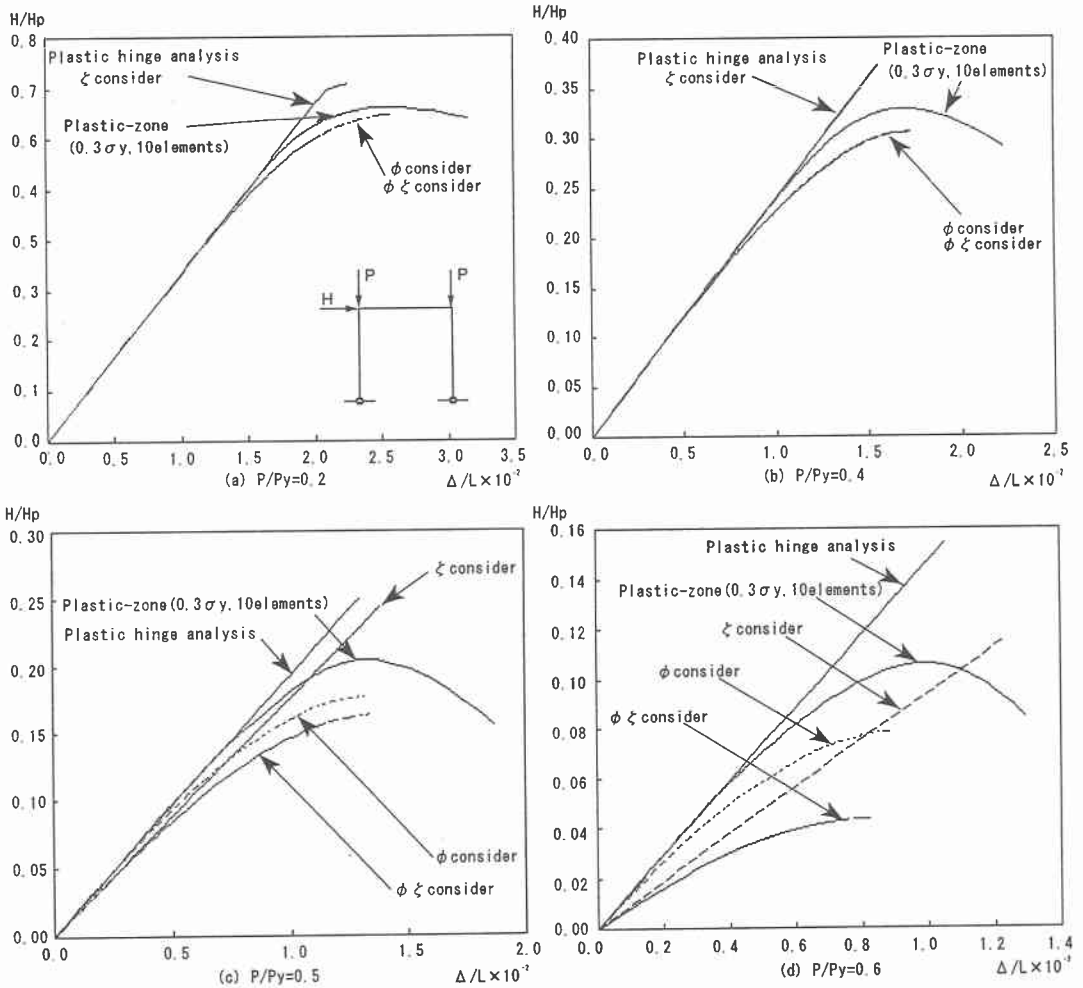 H/Hp
0.8
0.7
0.6
0.4
0.5
0.3
0.2
0.1
0.0
Plastic hinge analysis
ζ consider
Plastic-zone
(0.3σy, 10elements)
φ consider
φ ζ consider
P
P
H
0.0
0.5
1.0
1.5
2.0
2.5
3.0
3.5
(a) P/Py=0.2
Δ/L×10⁻²
H/Hp
0.40
0.35
0.30
0.25
0.20
0.15
0.10
0.05
0.00
Plastic hinge analysis
ζ consider
Plastic-zone
(0.3σy, 10elements)
φ consider
φ ζ consider
0.0
0.5
1.0
1.5
2.0
2.5
(b) P/Py=0.4
Δ/L×10⁻²
H/Hp
0.30
0.25
0.20
0.15
0.10
0.05
0.00
ζ consider
Plastic-zone(0.3σy, 10elements)
Plastic hinge analysis
φ consider
φ ζ consider
0.0
0.5
1.0
1.5
2.0
(c) P/Py=0.5
Δ/L×10⁻²
H/Hp
0.16
0.14
0.12
0.10
0.08
0.06
0.04
0.02
0.00
Plastic hinge analysis
Plastic-zone(0.3σy, 10elements)
ζ consider
φ consider
φ ζ consider
0.0
0.2
0.4
0.6
0.8
1.0
1.2
1.4
(d) P/Py=0.6
Δ/L×10⁻²